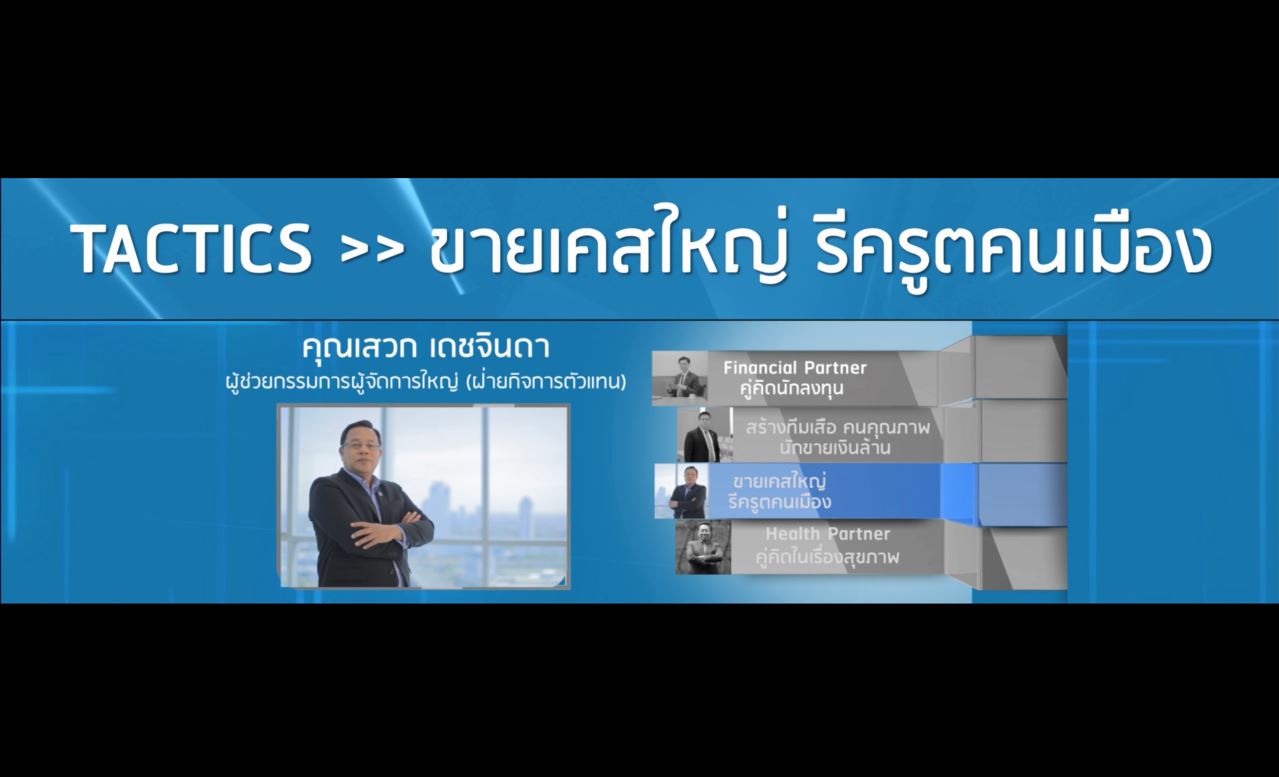 TACTICS >> ขายเคสใหญ่ รีครูตคนเมือง
คุณเสวก เดชจินดา
ผู้ช่วยกรรมการผู้จัดการใหญ่ (ฝ่ายกิจการตัวแทน)
Financial Partner
คู่คิดนักลงทุน
สร้างทีมเสือ คนคุณภาพ
นักขายเงินล้าน
ขายเคสใหญ่
รีครูตคนเมือง
Health Partner
คู่คิดในเรื่องสุขภาพ